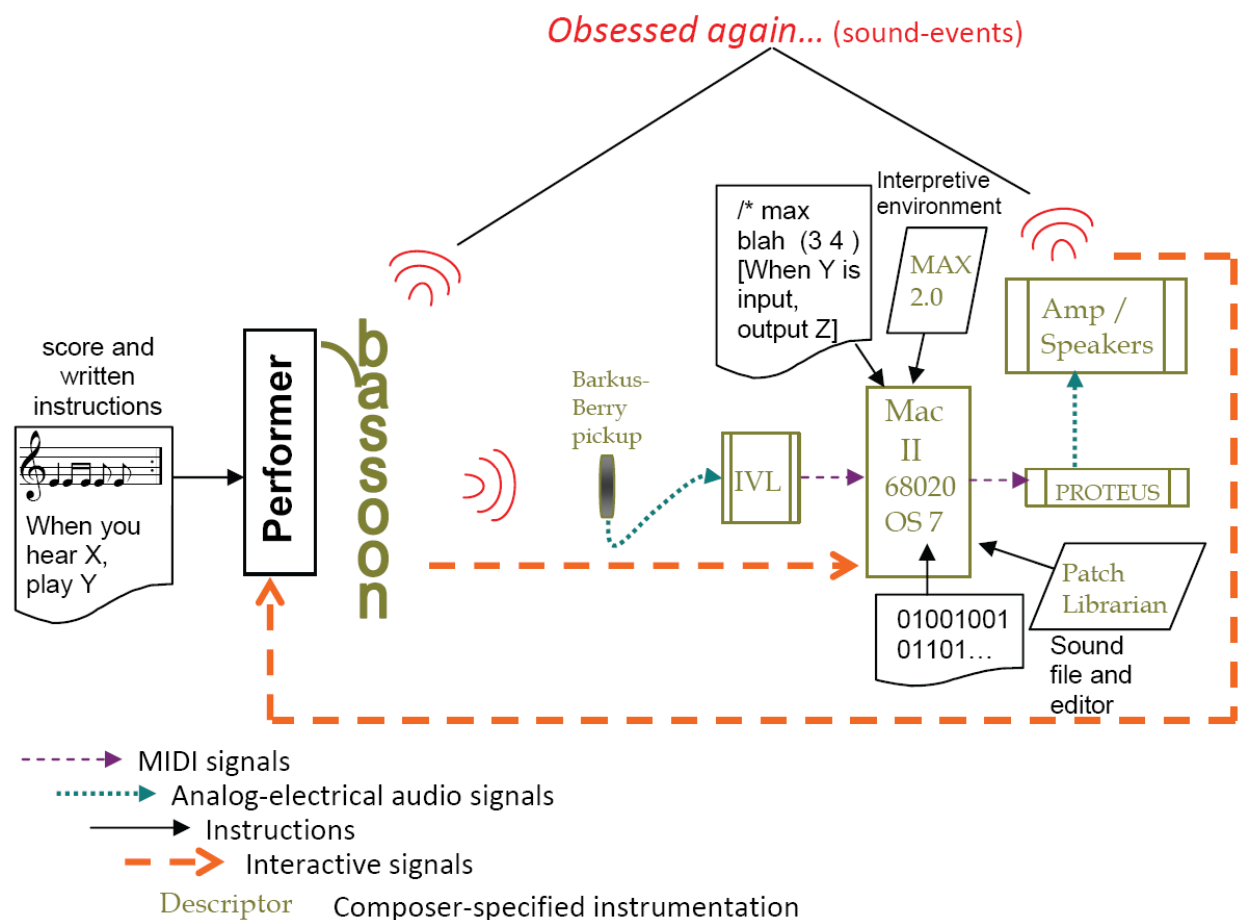 Obsessed again... (sound-events)
Interpretive
environment
/* max
blah (3 4 )
[When Y is
input,
output Z]
MAX
2.0
Amp /
Speakers
score and
written
instructions
When you
hear X,
play Y
Performer
bassoon
Barkus-
Berry
pickup
IVL
Mac
II
68020
OS 7
PROTEUS
Patch
Librarian
01001001
01101...
Sound
file and
editor
MIDI signals
Analog-electrical audio signals
Instructions
Interactive signals
Descriptor Composer-specified instrumentation